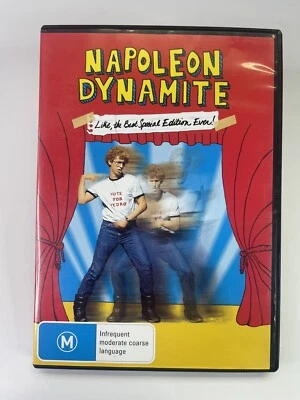 NAPOLEON
DYNAMITE
Like, the Best Special Edition Ever!
VOTE
FOR
PEDRO
M
Infrequent
moderate coarse
language